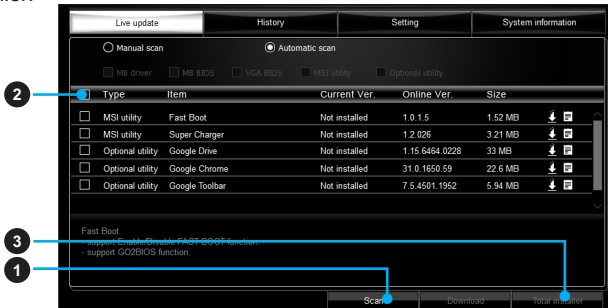 Live update History Setting System information
Manual scan Automatic scan
MB driver MB BIOS VGA BIOS MSI utility Optional utility
2
Type Item Current Ver. Online Ver. Size
MSI utility Fast Boot Not installed 1.0.1.5 1.52 MB
MSI utility Super Charger Not installed 1.2.026 3.21 MB
Optional utility Google Drive Not installed 1.15.6464.0228 33 MB
Optional utility Google Chrome Not installed 31.0.1650.59 22.6 MB
Optional utility Google Toolbar Not installed 7.5.4501.1952 5.94 MB
Fast Boot
- support Enable/Disable FAST BOOT function.
- support GO2BIOS function.
3
1
Scan Download Total Installer